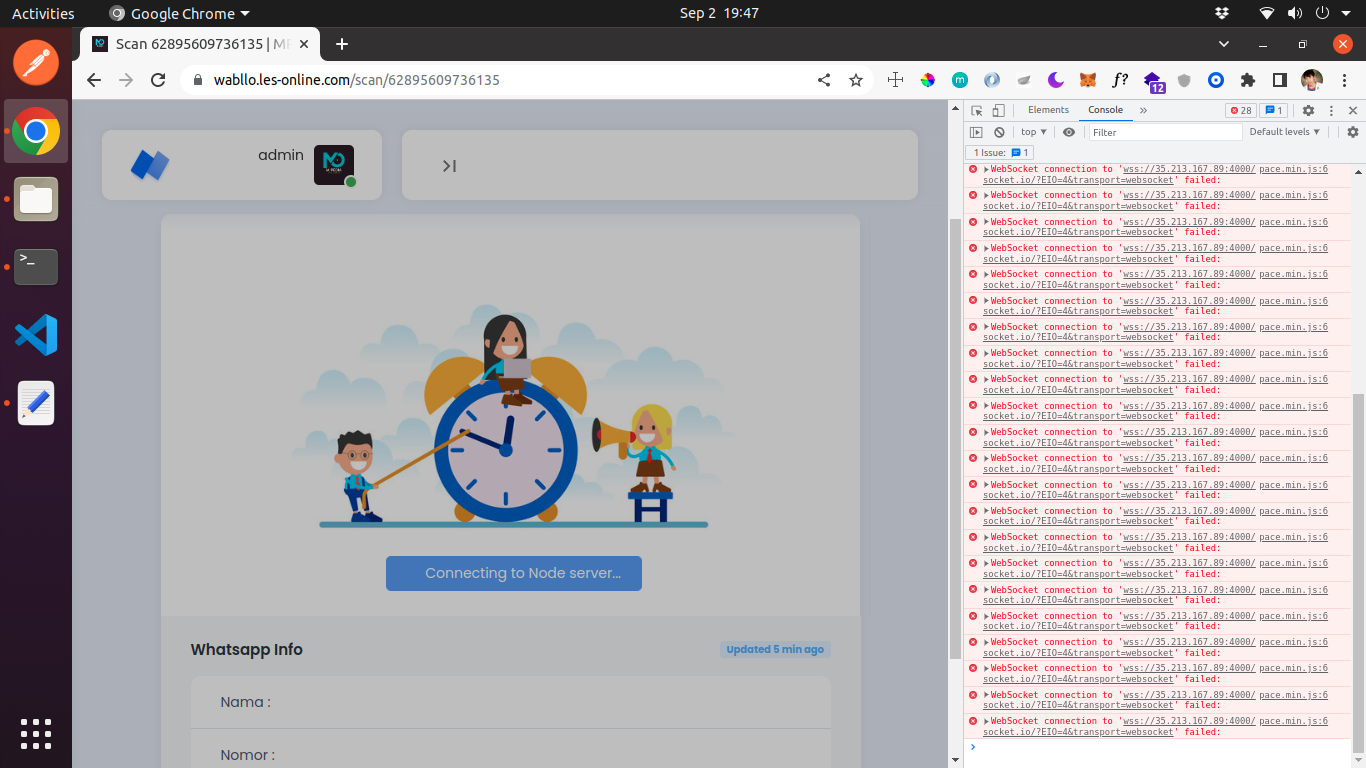 Activities
Google Chrome
Sep 2 19:47
Scan 62895609736135 | M
wabllo.les-online.com/scan/62895609736135
f?
12
m
admin
Elements
Console
»
28
1
top
Filter
Default levels
1 Issue:
1
WebSocket connection to 'wss://35.213.167.89:4000/ pace.min.js:6
socket.io/?EIO=4&transport=websocket' failed:
WebSocket connection to 'wss://35.213.167.89:4000/ pace.min.js:6
socket.io/?EIO=4&transport=websocket' failed:
WebSocket connection to 'wss://35.213.167.89:4000/ pace.min.js:6
socket.io/?EIO=4&transport=websocket' failed:
WebSocket connection to 'wss://35.213.167.89:4000/ pace.min.js:6
socket.io/?EIO=4&transport=websocket' failed:
WebSocket connection to 'wss://35.213.167.89:4000/ pace.min.js:6
socket.io/?EIO=4&transport=websocket' failed:
WebSocket connection to 'wss://35.213.167.89:4000/ pace.min.js:6
socket.io/?EIO=4&transport=websocket' failed:
WebSocket connection to 'wss://35.213.167.89:4000/ pace.min.js:6
socket.io/?EIO=4&transport=websocket' failed:
WebSocket connection to 'wss://35.213.167.89:4000/ pace.min.js:6
socket.io/?EIO=4&transport=websocket' failed:
WebSocket connection to 'wss://35.213.167.89:4000/ pace.min.js:6
socket.io/?EIO=4&transport=websocket' failed:
WebSocket connection to 'wss://35.213.167.89:4000/ pace.min.js:6
socket.io/?EIO=4&transport=websocket' failed:
WebSocket connection to 'wss://35.213.167.89:4000/ pace.min.js:6
socket.io/?EIO=4&transport=websocket' failed:
WebSocket connection to 'wss://35.213.167.89:4000/ pace.min.js:6
socket.io/?EIO=4&transport=websocket' failed:
WebSocket connection to 'wss://35.213.167.89:4000/ pace.min.js:6
socket.io/?EIO=4&transport=websocket' failed:
WebSocket connection to 'wss://35.213.167.89:4000/ pace.min.js:6
socket.io/?EIO=4&transport=websocket' failed:
WebSocket connection to 'wss://35.213.167.89:4000/ pace.min.js:6
socket.io/?EIO=4&transport=websocket' failed:
WebSocket connection to 'wss://35.213.167.89:4000/ pace.min.js:6
socket.io/?EIO=4&transport=websocket' failed:
WebSocket connection to 'wss://35.213.167.89:4000/ pace.min.js:6
socket.io/?EIO=4&transport=websocket' failed:
WebSocket connection to 'wss://35.213.167.89:4000/ pace.min.js:6
socket.io/?EIO=4&transport=websocket' failed:
WebSocket connection to 'wss://35.213.167.89:4000/ pace.min.js:6
socket.io/?EIO=4&transport=websocket' failed:
WebSocket connection to 'wss://35.213.167.89:4000/ pace.min.js:6
socket.io/?EIO=4&transport=websocket' failed:
WebSocket connection to 'wss://35.213.167.89:4000/ pace.min.js:6
socket.io/?EIO=4&transport=websocket' failed:
WebSocket connection to 'wss://35.213.167.89:4000/ pace.min.js:6
socket.io/?EIO=4&transport=websocket' failed:
Connecting to Node server...
Whatsapp Info
Updated 5 min ago
Nama :
Nomor :